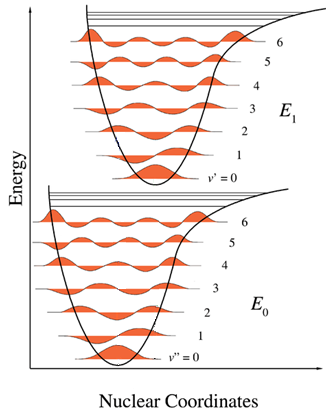 6
5
4
3
E₁
2
1
v' = 0
Energy
6
5
4
3
E₀
2
1
v'' = 0
Nuclear Coordinates